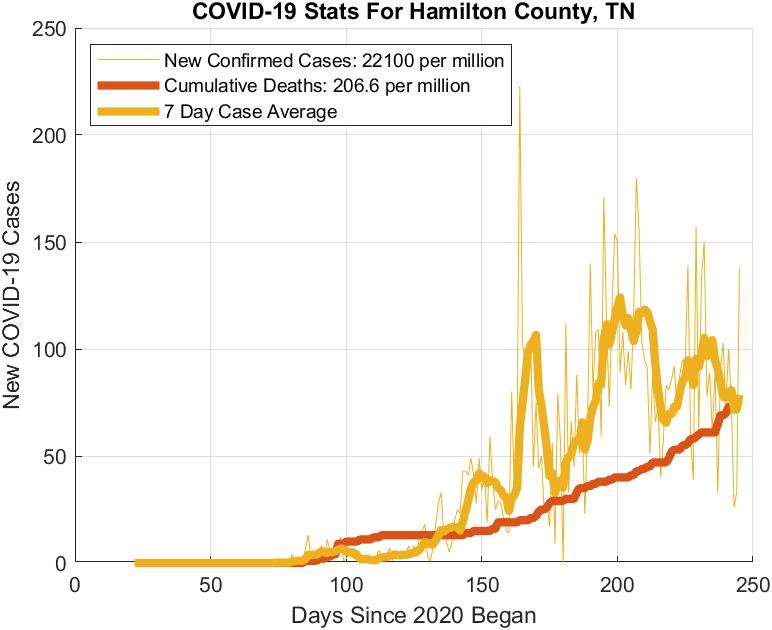 COVID-19 Stats For Hamilton County, TN
250
New Confirmed Cases: 22100 per million
Cumulative Deaths: 206.6 per million
7 Day Case Average
200
150
100
50
0
New COVID-19 Cases
0 50 100 150 200 250
Days Since 2020 Began